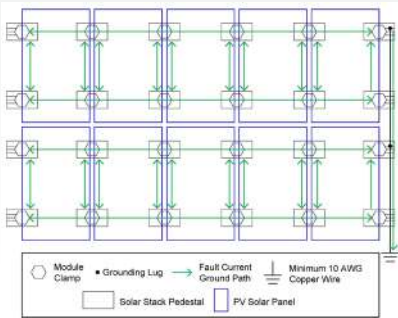 Module
Clamp
Grounding Lug
Fault Current
Ground Path
Minimum 10 AWG
Copper Wire
Solar Stack Pedestal
PV Solar Panel